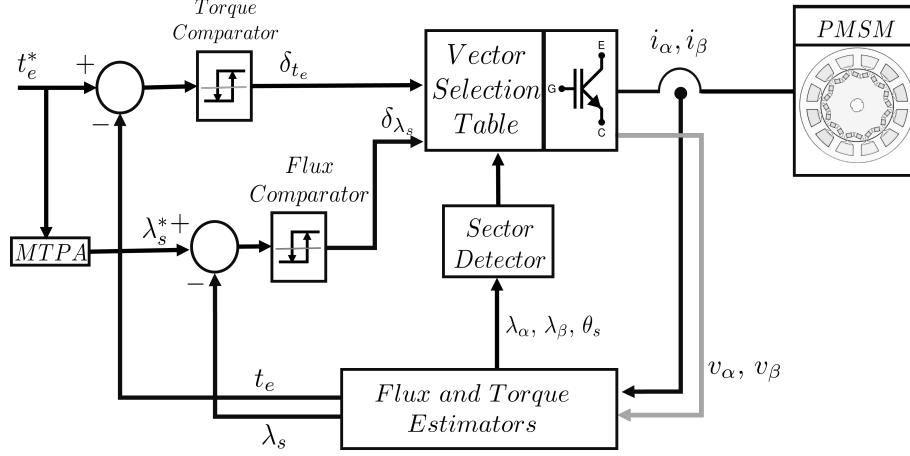 Torque
Comparator
PMSM
t_e^*
+
−
δ_{t_e}
Vector
Selection
Table
E
G
C
i_α, i_β
δ_{λ_s}
Flux
Comparator
λ_s^*
+
−
MTPA
Sector
Detector
λ_α, λ_β, θ_s
v_α, v_β
t_e
Flux and Torque
Estimators
λ_s